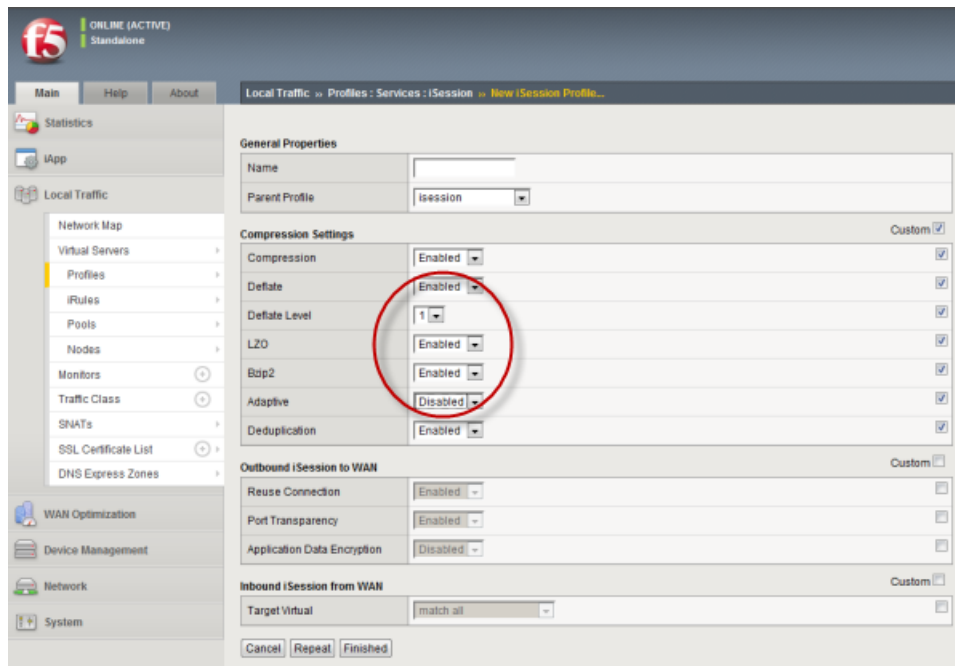 f5
ONLINE (ACTIVE)
Standalone
Main Help About
Local Traffic » Profiles : Services : iSession » New iSession Profile...
Statistics
iApp
Local Traffic
Network Map
Virtual Servers
Profiles
iRules
Pools
Nodes
Monitors
Traffic Class
SNATs
SSL Certificate List
DNS Express Zones
WAN Optimization
Device Management
Network
System
General Properties
Name
Parent Profile isession
Compression Settings Custom
Compression Enabled
Deflate Enabled
Deflate Level 1
LZO Enabled
Bzip2 Enabled
Adaptive Disabled
Deduplication Enabled
Outbound iSession to WAN Custom
Reuse Connection Enabled
Port Transparency Enabled
Application Data Encryption Disabled
Inbound iSession from WAN Custom
Target Virtual match all
Cancel Repeat Finished